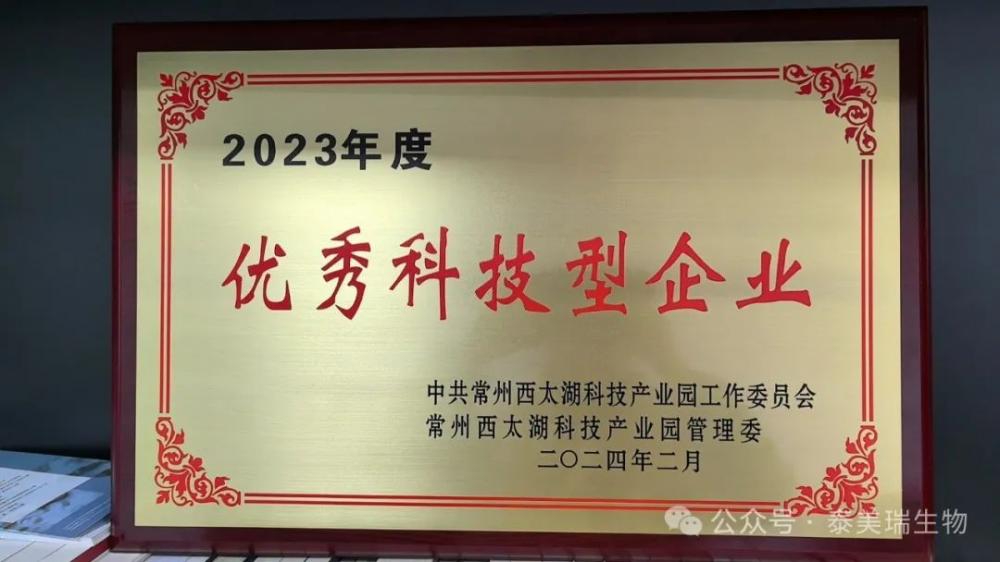 2023年度
优秀科技型企业
中共常州西太湖科技产业园工作委员会
常州西太湖科技产业园管理委
二〇二四年二月
公众号·泰美瑞生物